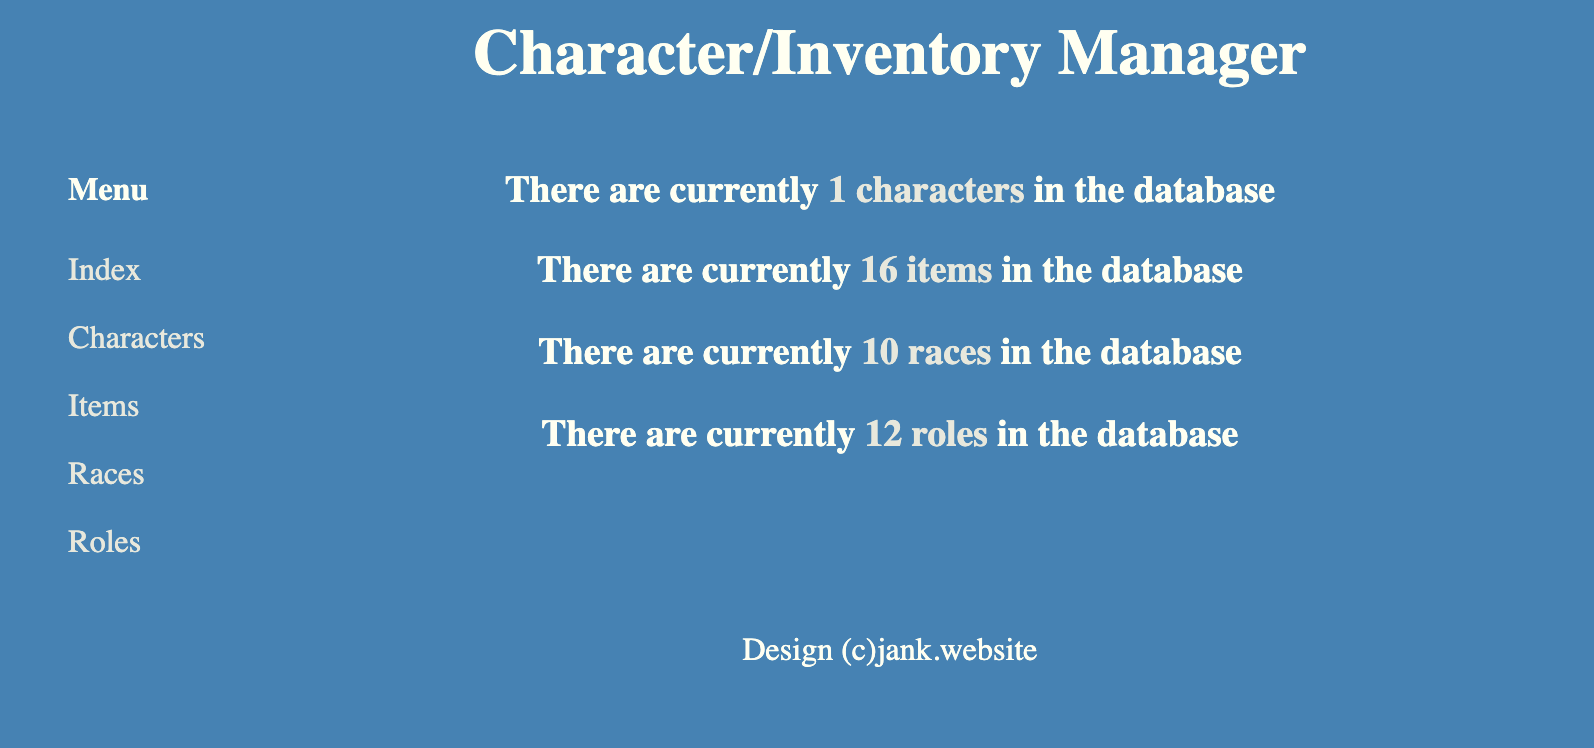 Character/Inventory Manager
Menu
Index
Characters
Items
Races
Roles
There are currently 1 characters in the database
There are currently 16 items in the database
There are currently 10 races in the database
There are currently 12 roles in the database
Design (c)jank.website